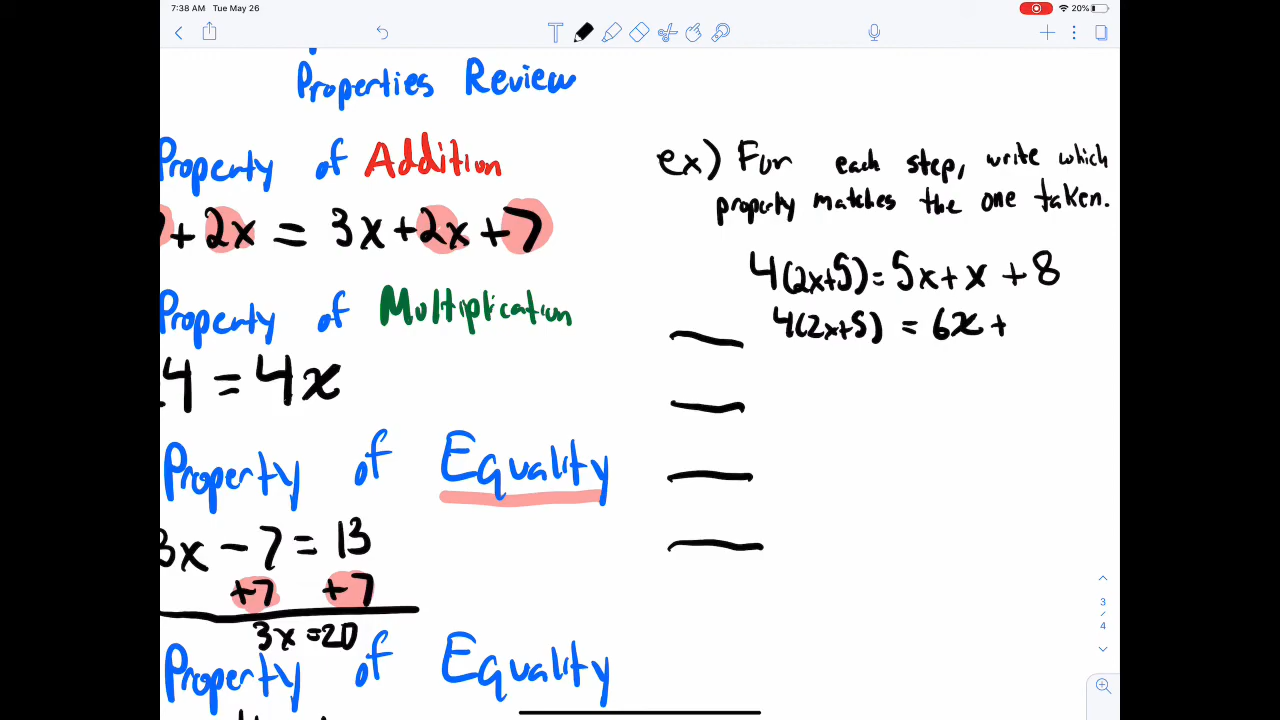 7:38 AM Tue May 26
20%
Properties Review
Property of Addition
+ 2x = 3x + 2x + 7
Property of Multiplication
4 = 4x
Property of Equality
3x - 7 = 13
+7 +7
3x = 20
Property of Equality
ex) For each step, write which
property matches the one taken.
4(2x+5) = 5x + x + 8
4(2x+5) = 6x +
3
4